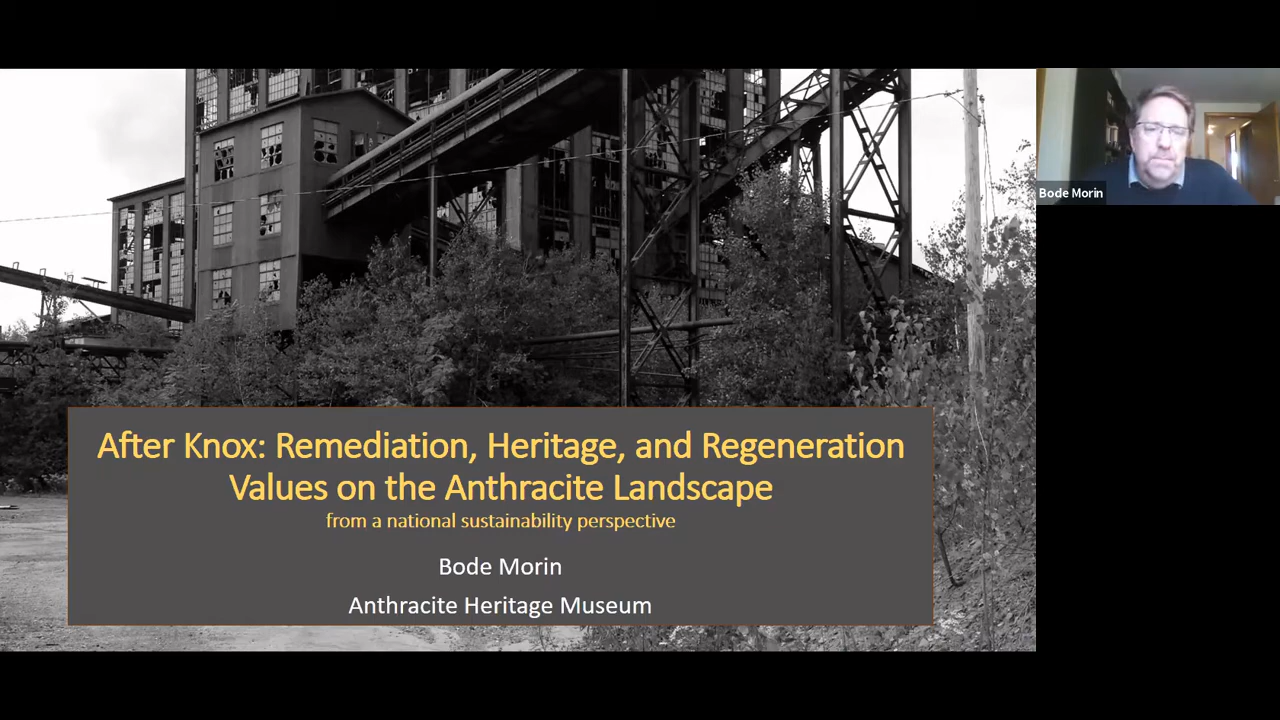 After Knox: Remediation, Heritage, and Regeneration
Values on the Anthracite Landscape
from a national sustainability perspective
Bode Morin
Anthracite Heritage Museum
Bode Morin